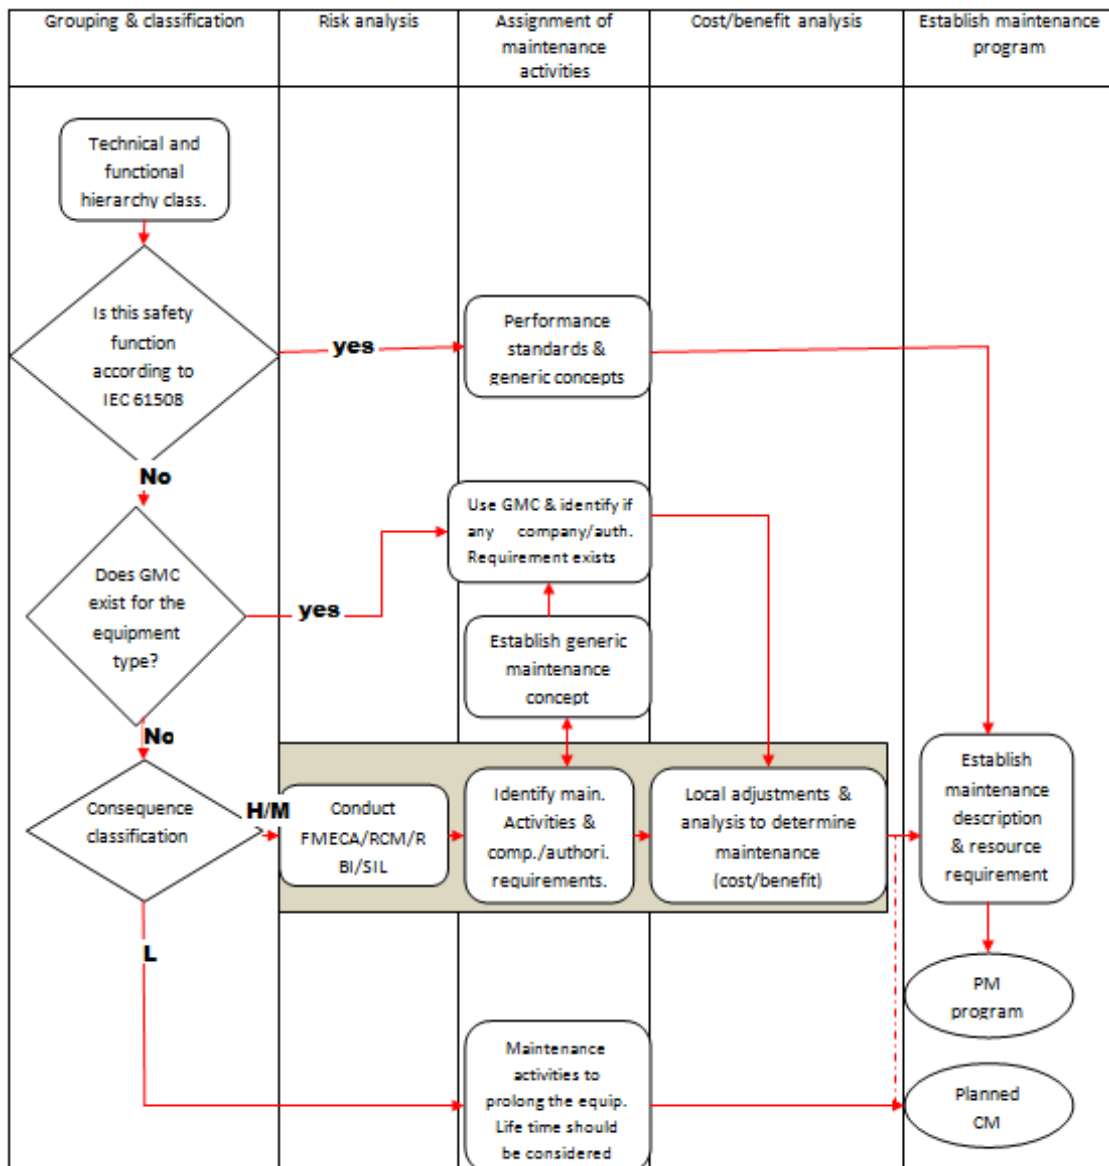 Grouping & classification
Risk analysis
Assignment of
maintenance
activities
Cost/benefit analysis
Establish maintenance
program
Technical and
functional
hierarchy class.
Is this safety
function
according to
IEC 61508
yes
Performance
standards &
generic concepts
No
Does GMC
exist for the
equipment
type?
yes
Use GMC & identify if
any company/auth.
Requirement exists
Establish generic
maintenance
concept
No
Consequence
classification
H/M
Conduct
FMECA/RCM/R
BI/SIL
Identify main.
Activities &
comp./authori.
requirements.
Local adjustments &
analysis to determine
maintenance
(cost/benefit)
Establish
maintenance
description
& resource
requirement
L
PM
program
Maintenance
activities to
prolong the equip.
Life time should
be considered
Planned
CM